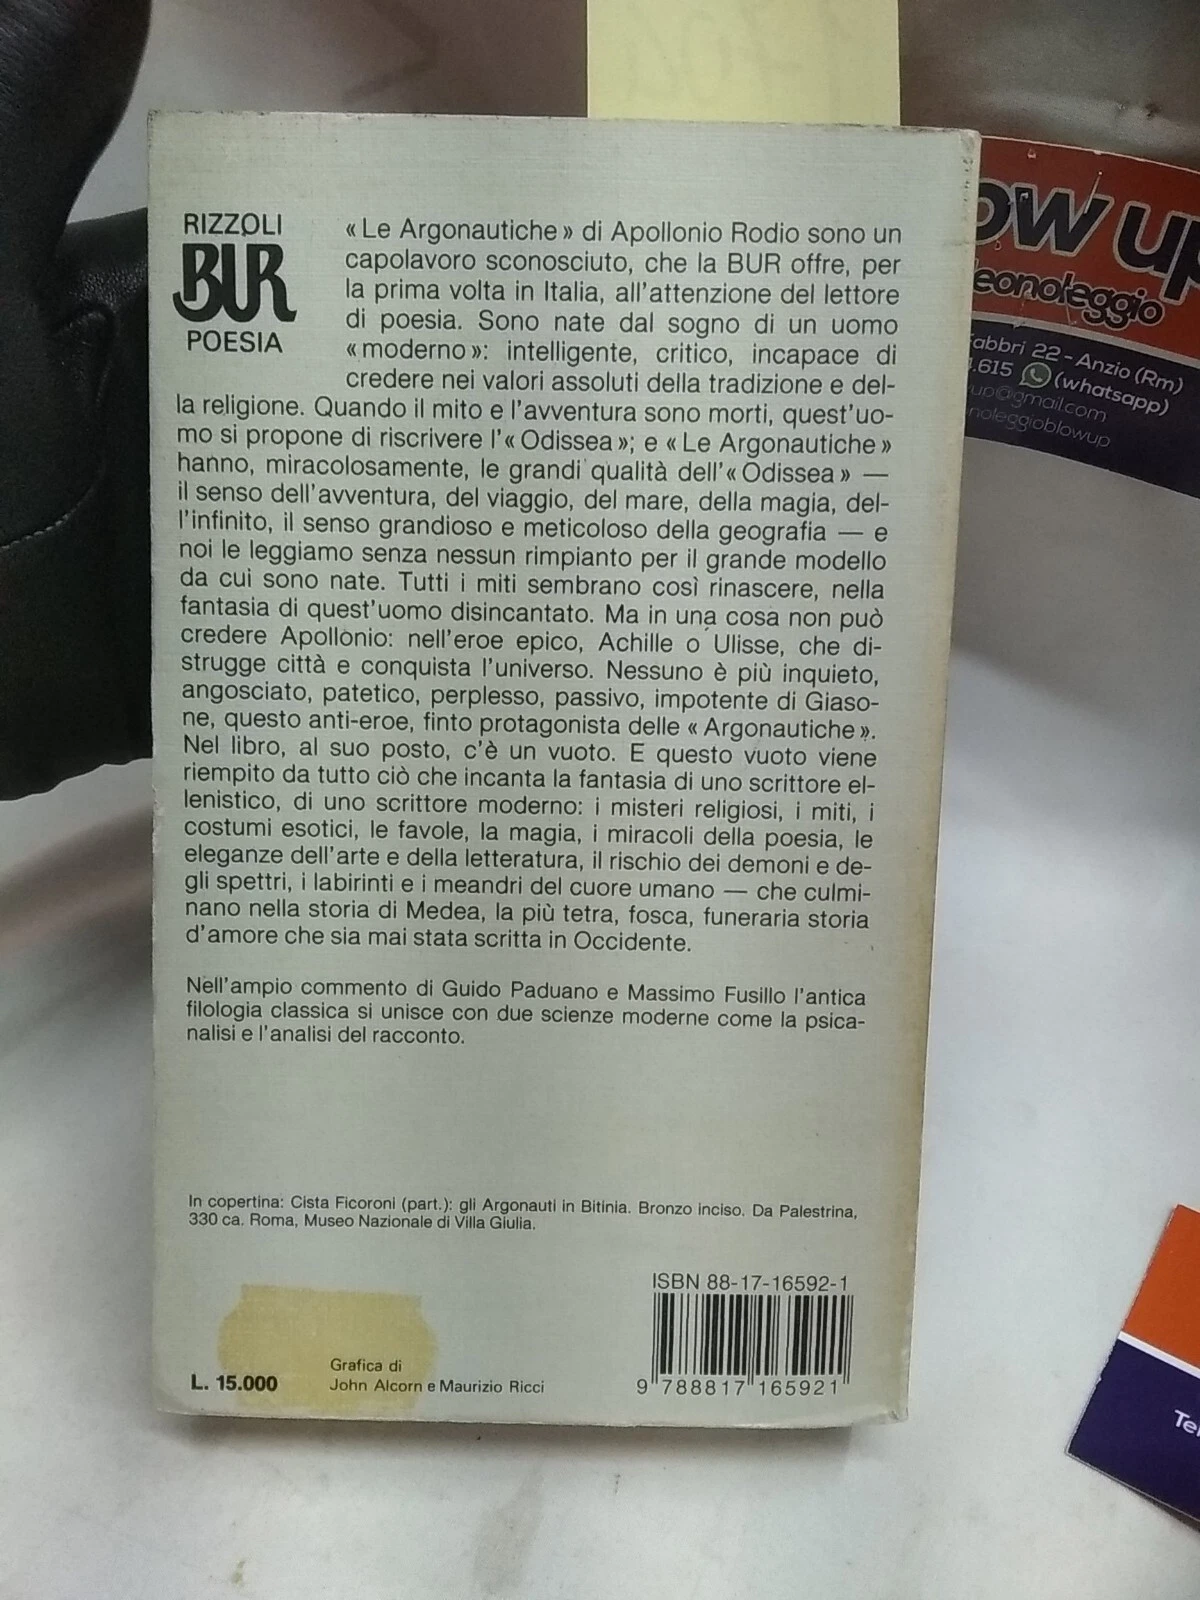 RIZZOLI
BUR
POESIA
« Le Argonautiche » di Apollonio Rodio sono un
capolavoro sconosciuto, che la BUR offre, per
la prima volta in Italia, all'attenzione del lettore
di poesia. Sono nate dal sogno di un uomo
« moderno »: intelligente, critico, incapace di
credere nei valori assoluti della tradizione e del-
la religione. Quando il mito e l'avventura sono morti, quest'uo-
mo si propone di riscrivere l'« Odissea »; e « Le Argonautiche »
hanno, miracolosamente, le grandi qualità dell'« Odissea » —
il senso dell'avventura, del viaggio, del mare, della magia, del-
l'infinito, il senso grandioso e meticoloso della geografia — e
noi le leggiamo senza nessun rimpianto per il grande modello
da cui sono nate. Tutti i miti sembrano così rinascere, nella
fantasia di quest'uomo disincantato. Ma in una cosa non può
credere Apollonio: nell'eroe epico, Achille o Ulisse, che di-
strugge città e conquista l'universo. Nessuno è più inquieto,
angosciato, patetico, perplesso, passivo, impotente di Giaso-
ne, questo anti-eroe, finto protagonista delle « Argonautiche ».
Nel libro, al suo posto, c'è un vuoto. E questo vuoto viene
riempito da tutto ciò che incanta la fantasia di uno scrittore el-
lenistico, di uno scrittore moderno: i misteri religiosi, i miti, i
costumi esotici, le favole, la magia, i miracoli della poesia, le
eleganze dell'arte e della letteratura, il rischio dei demoni e de-
gli spettri, i labirinti e i meandri del cuore umano — che culmi-
nano nella storia di Medea, la più tetra, fosca, funeraria storia
d'amore che sia mai stata scritta in Occidente.
Nell'ampio commento di Guido Paduano e Massimo Fusillo l'antica
filologia classica si unisce con due scienze moderne come la psica-
nalisi e l'analisi del racconto.
In copertina: Cista Ficoroni (part.): gli Argonauti in Bitinia. Bronzo inciso. Da Palestrina,
330 ca. Roma, Museo Nazionale di Villa Giulia.
ISBN 88-17-16592-1
9 788817 165921
L. 15.000
Grafica di
John Alcorn e Maurizio Ricci
ow up
eonoleggio
abbri 22 - Anzio (Rm)
.615 (whatsapp)
up@gmail.com
noleggioblowup
Te